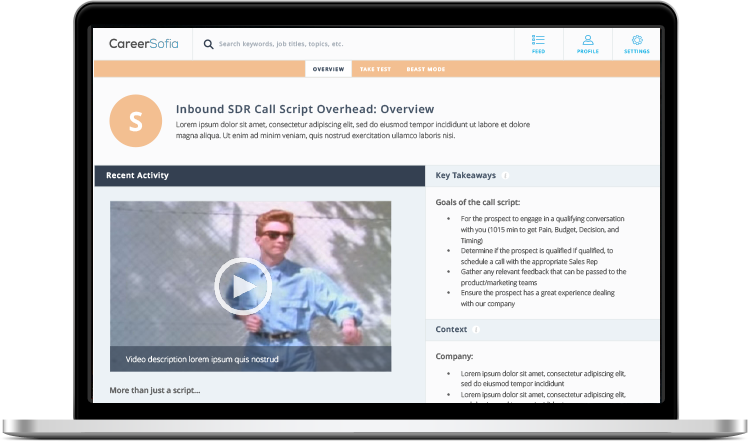 CareerSofia
Search keywords, job titles, topics, etc.
FEED
PROFILE
SETTINGS
OVERVIEW
TAKE TEST
BEAST MODE
S
Inbound SDR Call Script Overhead: Overview
Lorem ipsum dolor sit amet, consectetur adipiscing elit, sed do eiusmod tempor incididunt ut labore et dolore
magna aliqua. Ut enim ad minim veniam, quis nostrud exercitation ullamco laboris nisi.
Recent Activity
Video description lorem ipsum quis nostrud
More than just a script...
Key Takeaways
Goals of the call script:
• For the prospect to engage in a qualifying conversation
with you (1015 min to get Pain, Budget, Decision, and
Timing)
• Determine if the prospect is qualified if qualified, to
schedule a call with the appropriate Sales Rep
• Gather any relevant feedback that can be passed to the
product/marketing teams
• Ensure the prospect has a great experience dealing
with our company
Context
Company:
• Lorem ipsum dolor sit amet, consectetur adipiscing elit,
sed do eiusmod tempor incididunt
• Lorem ipsum dolor sit amet, consectetur adipiscing elit,